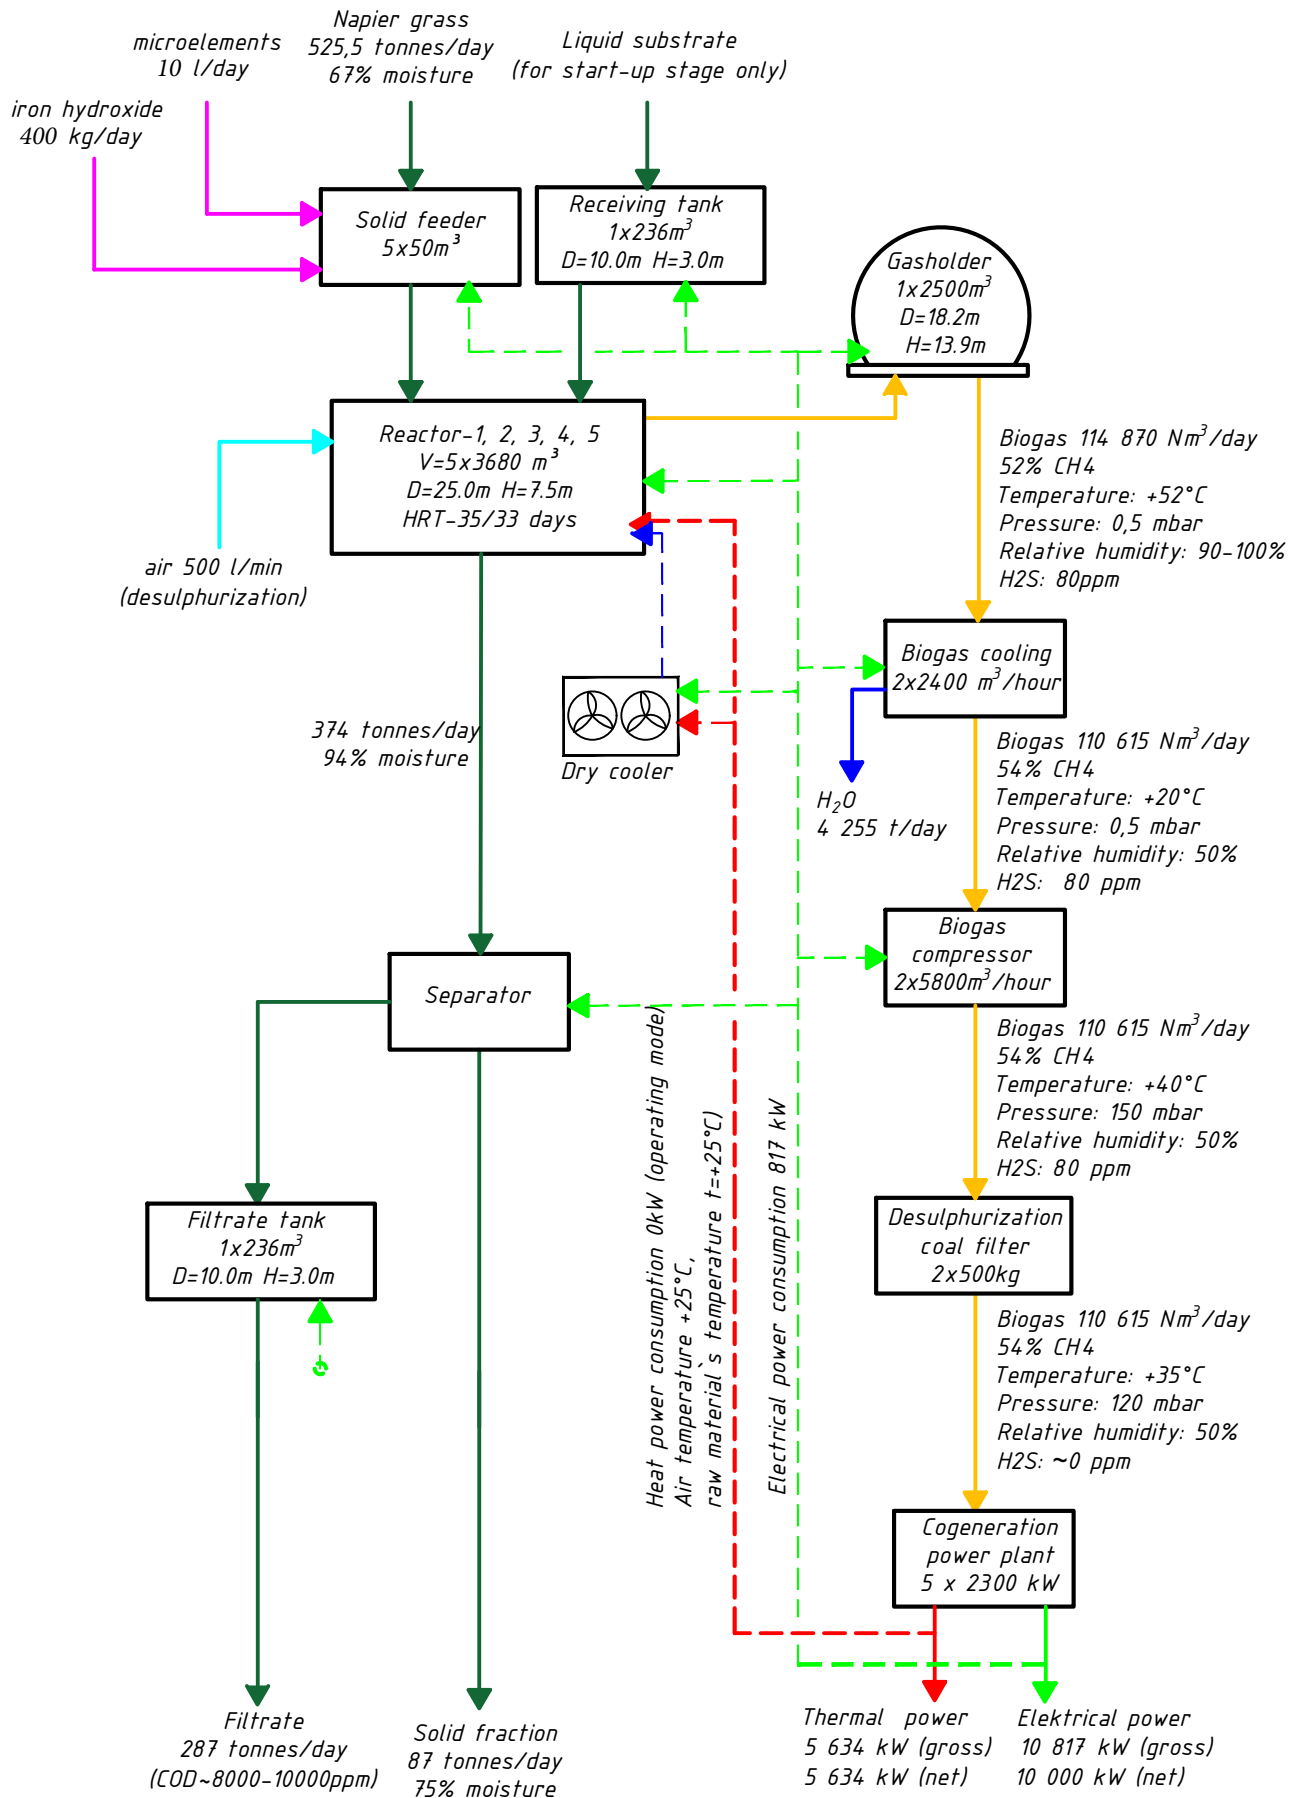 microelements
10 l/day
Napier grass
525,5 tonnes/day
67% moisture
Liquid substrate
(for start-up stage only)
iron hydroxide
400 kg/day
Solid feeder
5x50m³
Receiving tank
1x236m³
D=10.0m H=3.0m
Gasholder
1x2500m³
D=18.2m
H=13.9m
Reactor-1, 2, 3, 4, 5
V=5x3680 m³
D=25.0m H=7.5m
HRT-35/33 days
air 500 l/min
(desulphurization)
Biogas 114 870 Nm³/day
52% CH4
Temperature: +52°C
Pressure: 0,5 mbar
Relative humidity: 90-100%
H2S: 80ppm
Biogas cooling
2x2400 m³/hour
374 tonnes/day
94% moisture
Dry cooler
H₂O
4 255 t/day
Biogas 110 615 Nm³/day
54% CH4
Temperature: +20°C
Pressure: 0,5 mbar
Relative humidity: 50%
H2S: 80 ppm
Biogas
compressor
2x5800m³/hour
Separator
Biogas 110 615 Nm³/day
54% CH4
Temperature: +40°C
Pressure: 150 mbar
Relative humidity: 50%
H2S: 80 ppm
Heat power consumption 0kW (operating mode)
Air temperature +25°C,
raw material`s temperature t=+25°C)
Electrical power consumption 817 kW
Filtrate tank
1x236m³
D=10.0m H=3.0m
Desulphurization
coal filter
2x500kg
Biogas 110 615 Nm³/day
54% CH4
Temperature: +35°C
Pressure: 120 mbar
Relative humidity: 50%
H2S: ~0 ppm
Cogeneration
power plant
5 x 2300 kW
Filtrate
287 tonnes/day
(COD~8000-10000ppm)
Solid fraction
87 tonnes/day
75% moisture
Thermal power
5 634 kW (gross)
5 634 kW (net)
Elektrical power
10 817 kW (gross)
10 000 kW (net)